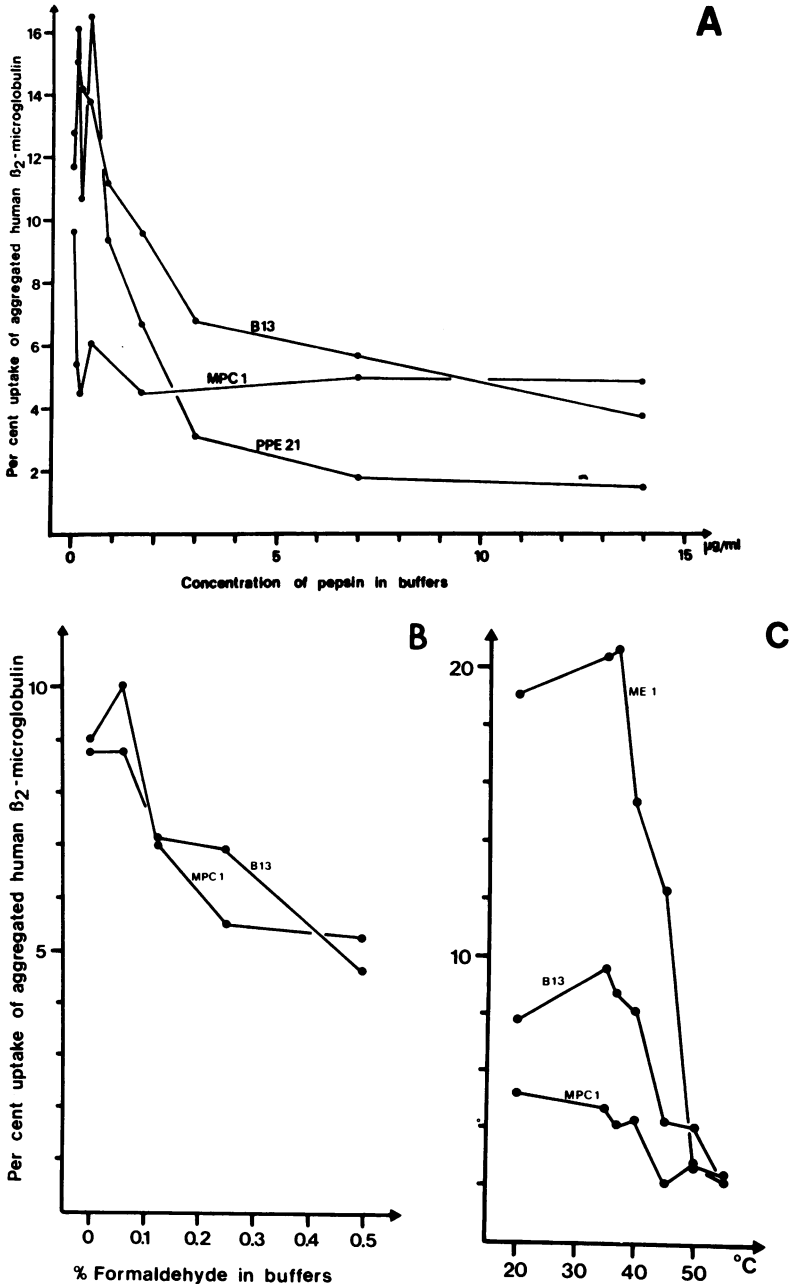 A
Per cent uptake of aggregated human ß2-microglobulin
16
14
12
10
8
6
4
2
B13
MPC 1
PPE 21
0
5
10
15
µg/ml
Concentration of pepsin in buffers
B
Per cent uptake of aggregated human ß2-microglobulin
10
5
MPC 1
B13
0
0.1
0.2
0.3
0.4
0.5
% Formaldehyde in buffers
C
20
10
ME 1
B13
MPC 1
20
30
40
50
°C